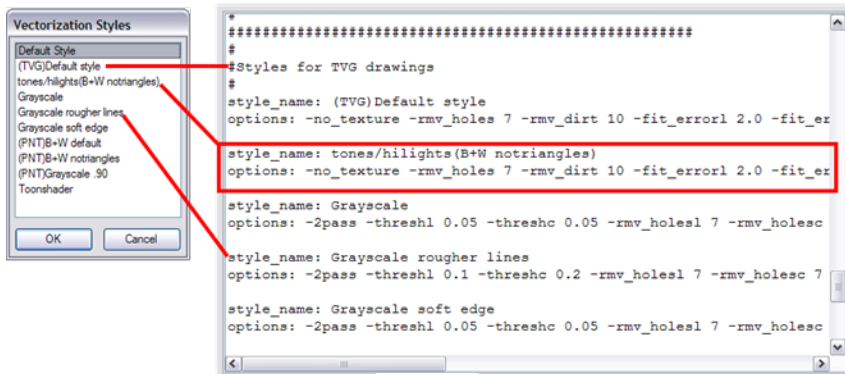 Vectorization Styles
Default Style
(TVG)Default style
tones/hilights(B+W notriangles)
Grayscale
Grayscale rougher lines
Grayscale soft edge
(PNT)B+W default
(PNT)B+W notriangles
(PNT)Grayscale .90
Toonshader
OK Cancel
#
######################################################
#
#Styles for TVG drawings
#
style_name: (TVG)Default style
options: -no_texture -rmv_holes 7 -rmv_dirt 10 -fit_errorl 2.0 -fit_er
style_name: tones/hilights(B+W notriangles)
options: -no_texture -rmv_holes 7 -rmv_dirt 10 -fit_errorl 2.0 -fit_er
style_name: Grayscale
options: -2pass -threshl 0.05 -threshc 0.05 -rmv_holesl 7 -rmv_holesc
style_name: Grayscale rougher lines
options: -2pass -threshl 0.1 -threshc 0.2 -rmv_holesl 7 -rmv_holesc 7
style_name: Grayscale soft edge
options: -2pass -threshl 0.05 -threshc 0.05 -rmv_holesl 7 -rmv_holesc